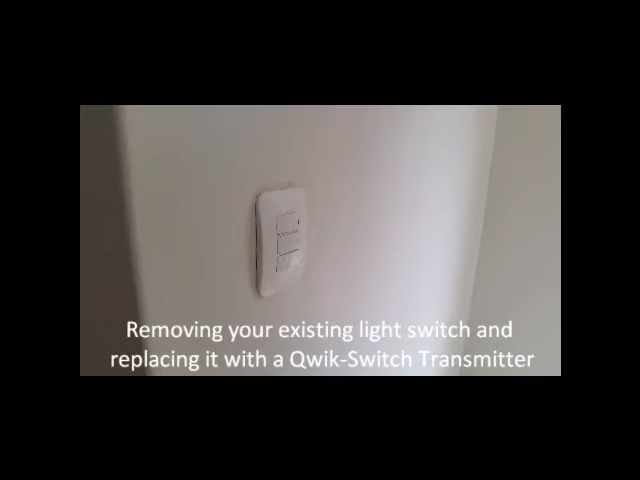 Removing your existing light switch and
replacing it with a Qwik-Switch Transmitter